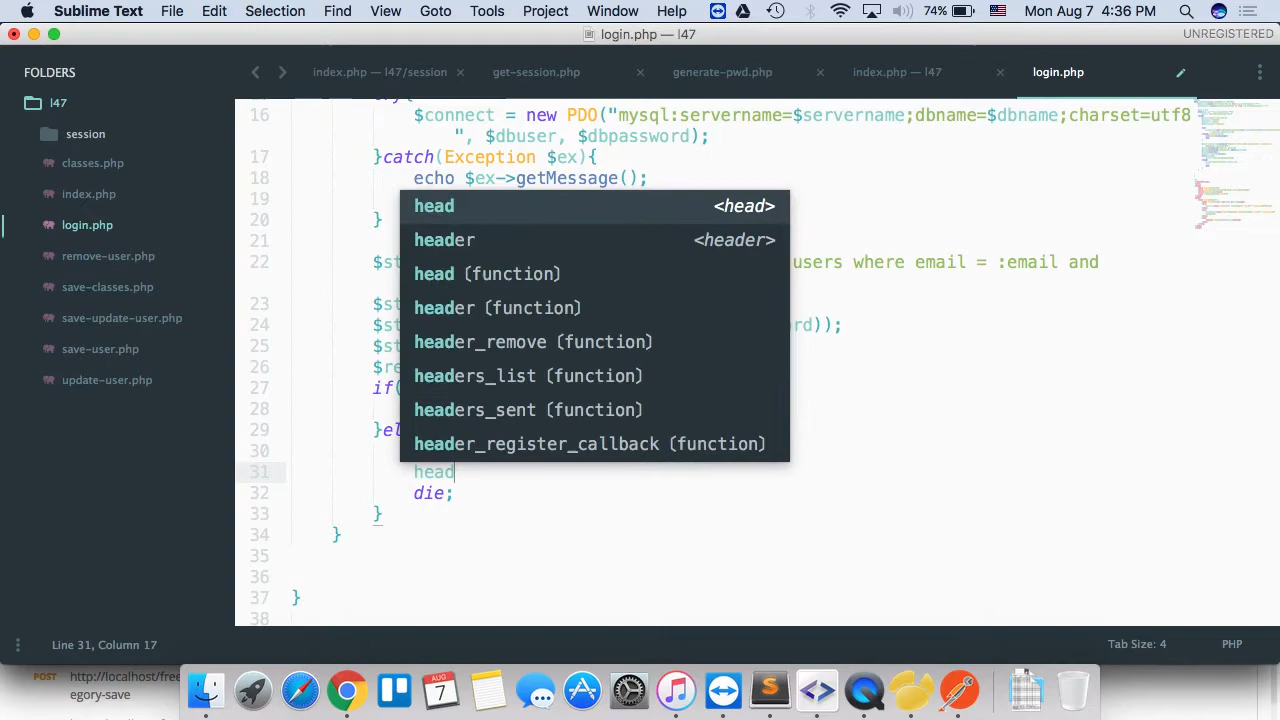 Sublime Text File Edit Selection Find View Goto Tools Project Window Help 74% Mon Aug 7 4:36 PM
login.php — l47 UNREGISTERED
FOLDERS
l47
session
classes.php
index.php
login.php
remove-user.php
save-classes.php
save-update-user.php
save-user.php
update-user.php
index.php — l47/session get-session.php generate-pwd.php index.php — l47 login.php
16 $connect = new PDO("mysql:servername=$servername;dbname=$dbname;charset=utf8
", $dbuser, $dbpassword);
17 }catch(Exception $ex){
18 echo $ex->getMessage();
19
20 }
21
22 $st users where email = :email and
23 $st
24 $st rd));
25 $st
26 $re
27 if(
28
29 }el
30
31 head
32 die;
33 }
34 }
35
36
37 }
38
head <head>
header <header>
head (function)
header (function)
header_remove (function)
headers_list (function)
headers_sent (function)
header_register_callback (function)
Line 31, Column 17 Tab Size: 4 PHP
POST http://localhost/free
egory-save